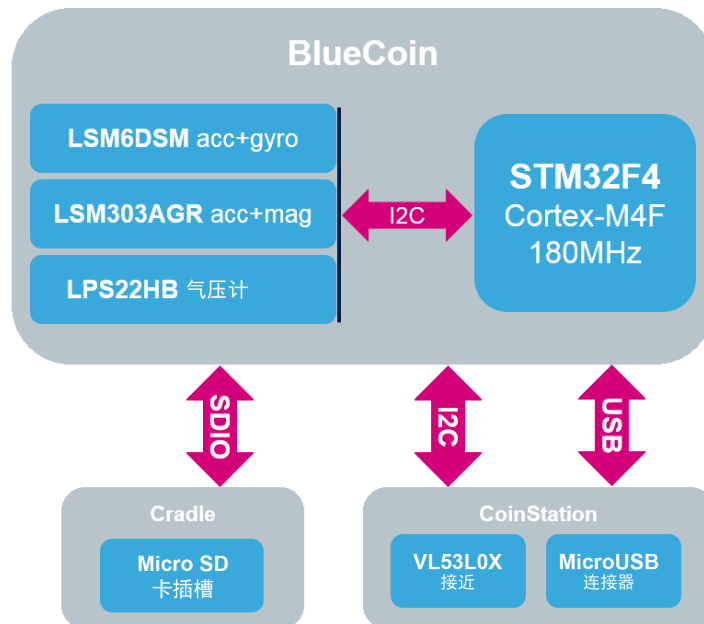 BlueCoin
LSM6DSM acc+gyro
LSM303AGR acc+mag
LPS22HB 气压计
I2C
STM32F4
Cortex-M4F
180MHz
SDIO
I2C
USB
Cradle
Micro SD
卡插槽
CoinStation
VL53L0X
接近
MicroUSB
连接器